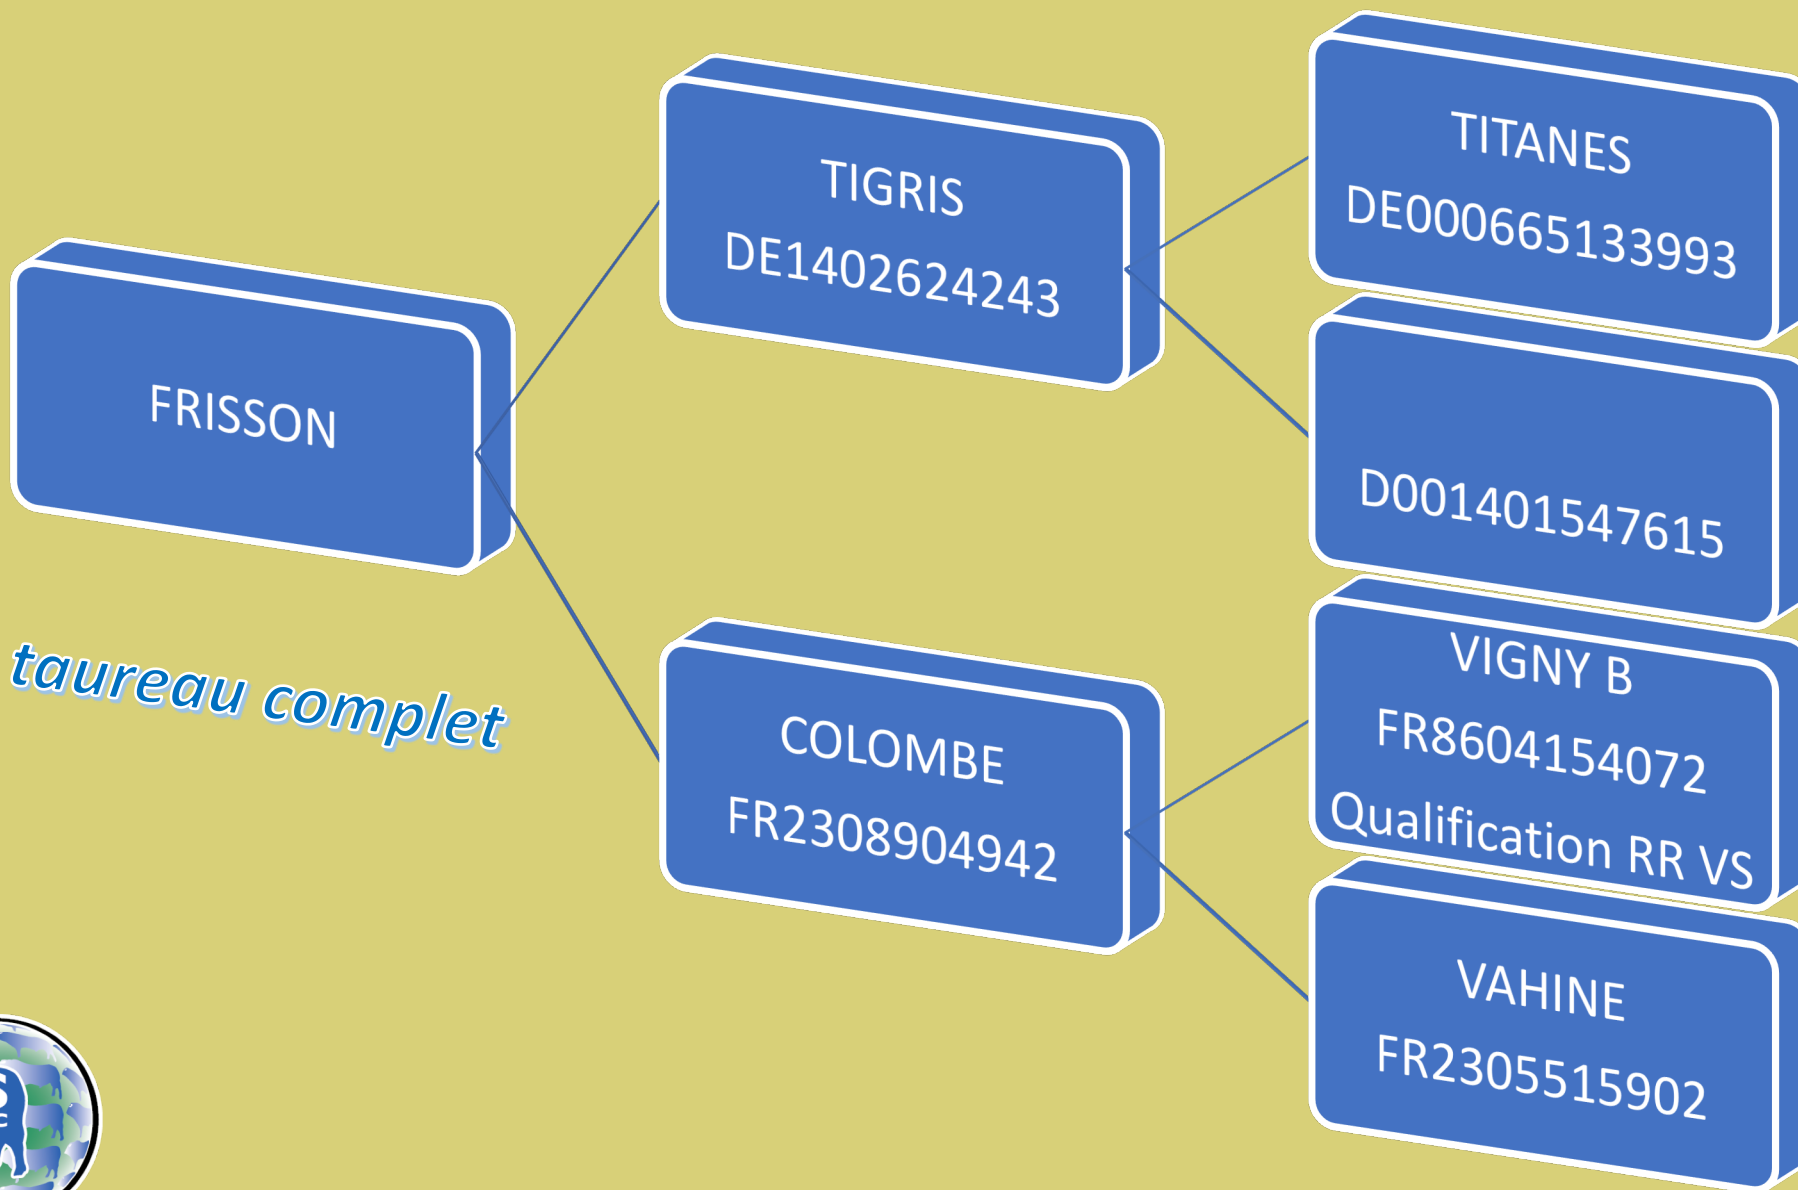 FRISSON
taureau complet
TIGRIS
DE1402624243
COLOMBE
FR2308904942
TITANES
DE000665133993
D001401547615
VIGNY B
FR8604154072
Qualification RR VS
VAHINE
FR2305515902